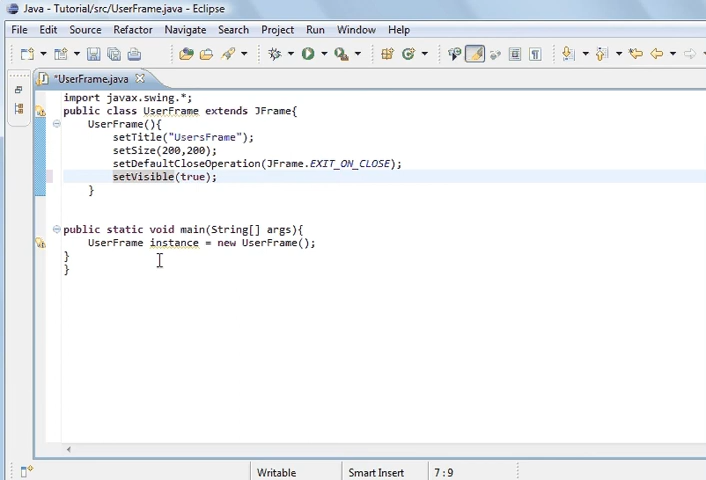 Java - Tutorial/src/UserFrame.java - Eclipse
File Edit Source Refactor Navigate Search Project Run Window Help
*UserFrame.java
import javax.swing.*;
public class UserFrame extends JFrame{
UserFrame(){
setTitle("UsersFrame");
setSize(200,200);
setDefaultCloseOperation(JFrame.EXIT_ON_CLOSE);
setVisible(true);
}
public static void main(String[] args){
UserFrame instance = new UserFrame();
}
}
Writable Smart Insert 7:9